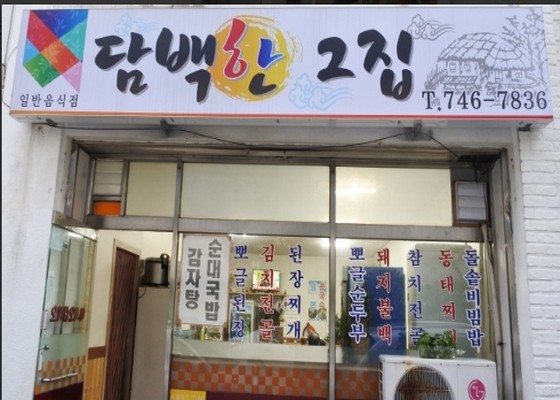 담백한 그집
일반음식점
T.746-7836
순대국밥
감자탕
뽀글된장
김치전골
된장찌개
뽀글순두부
돼지불백
참치전골
동태찌개
돌솥비빔밥
LG